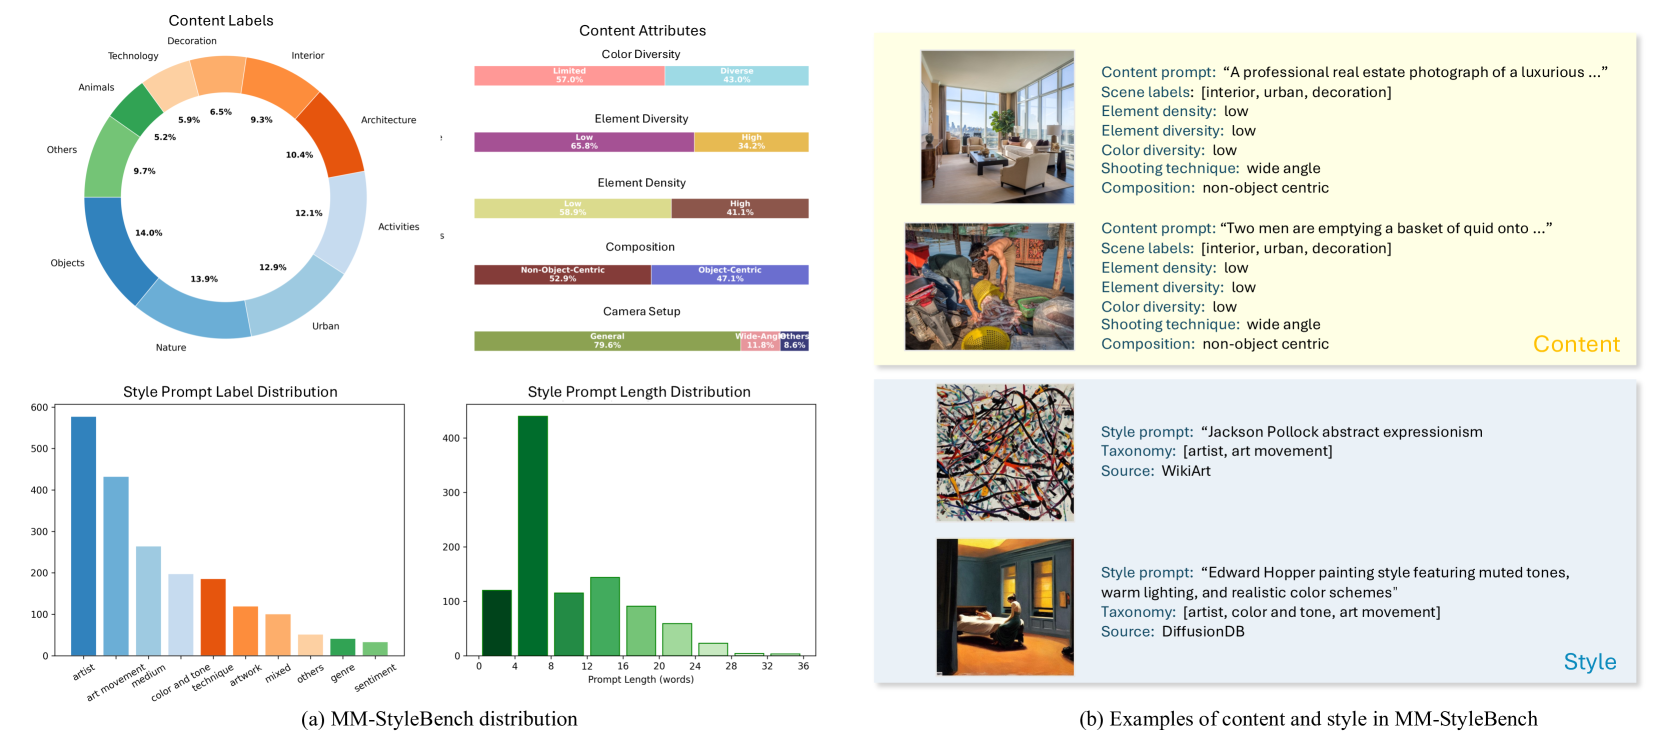 Content Labels
Decoration
Technology
Interior
Animals
Architecture
Others
Activities
Objects
Urban
Nature
6.5%
5.9%
9.3%
5.2%
10.4%
9.7%
12.1%
14.0%
12.9%
13.9%
Content Attributes
Color Diversity
Limited
57.0%
Diverse
43.0%
Element Diversity
Low
65.8%
High
34.2%
Element Density
Low
58.9%
High
41.1%
Composition
Non-Object-Centric
52.9%
Object-Centric
47.1%
Camera Setup
General
79.6%
Wide-Angle
11.8%
Others
8.6%
e
s
Style Prompt Label Distribution
600
500
400
300
200
100
0
artist
art movement
medium
color and tone
technique
artwork
mixed
others
genre
sentiment
Style Prompt Length Distribution
400
300
200
100
0
0 4 8 12 16 20 24 28 32 36
Prompt Length (words)
(a) MM-StyleBench distribution
Content prompt: “A professional real estate photograph of a luxurious ...”
Scene labels: [interior, urban, decoration]
Element density: low
Element diversity: low
Color diversity: low
Shooting technique: wide angle
Composition: non-object centric
Content prompt: “Two men are emptying a basket of quid onto ...”
Scene labels: [interior, urban, decoration]
Element density: low
Element diversity: low
Color diversity: low
Shooting technique: wide angle
Composition: non-object centric
Content
Style prompt: “Jackson Pollock abstract expressionism
Taxonomy: [artist, art movement]
Source: WikiArt
Style prompt: “Edward Hopper painting style featuring muted tones,
warm lighting, and realistic color schemes"
Taxonomy: [artist, color and tone, art movement]
Source: DiffusionDB
Style
(b) Examples of content and style in MM-StyleBench